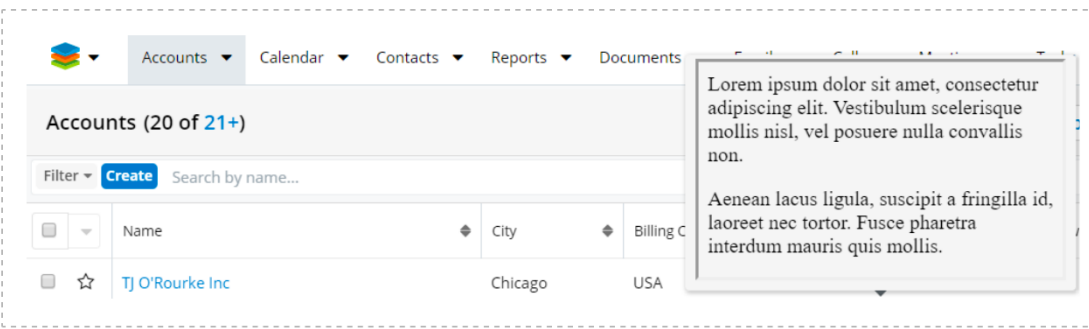 Accounts Calendar Contacts Reports Documents
Accounts (20 of 21+)
Filter Create Search by name...
Name City Billing
TJ O'Rourke Inc Chicago USA
Lorem ipsum dolor sit amet, consectetur
adipiscing elit. Vestibulum scelerisque
mollis nisl, vel posuere nulla convallis
non.
Aenean lacus ligula, suscipit a fringilla id,
laoreet nec tortor. Fusce pharetra
interdum mauris quis mollis.